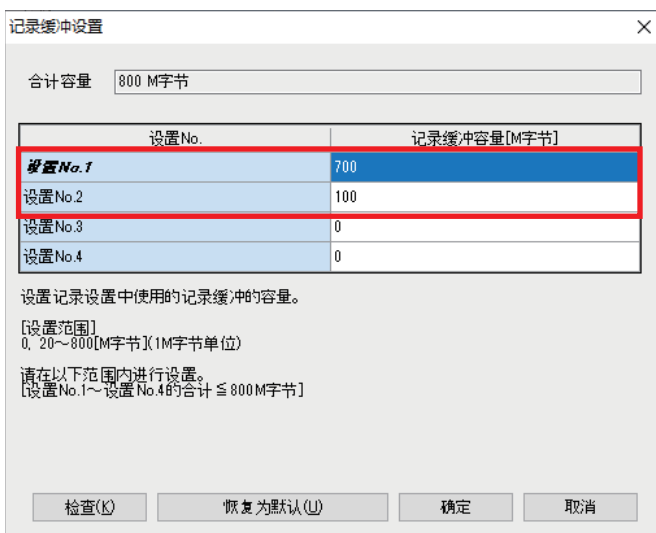 记录缓冲设置
合计容量 800 M字节
设置No. 记录缓冲容量[M字节]
设置No.1 700
设置No.2 100
设置No.3 0
设置No.4 0
设置记录设置中使用的记录缓冲的容量。
[设置范围]
0, 20～800[M字节](1M字节单位)
请在以下范围内进行设置。
[设置No.1～设置No.4的合计≦800M字节]
检查(K) 恢复为默认(U) 确定 取消